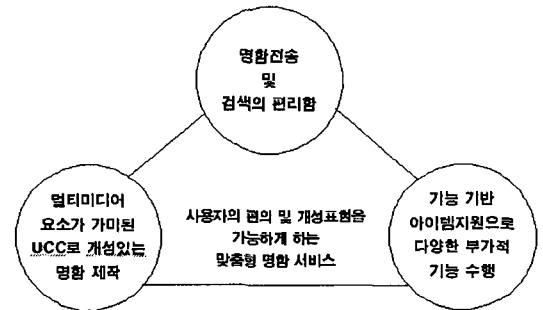 명함전송
및
검색의 편리함
멀티미디어
요소가 가미된
UCC로 개성있는
명함 제작
사용자의 편의 및 개성표현을
가능하게 하는
맞춤형 명함 서비스
기능 기반
아이템지원으로
다양한 부가적
기능 수행